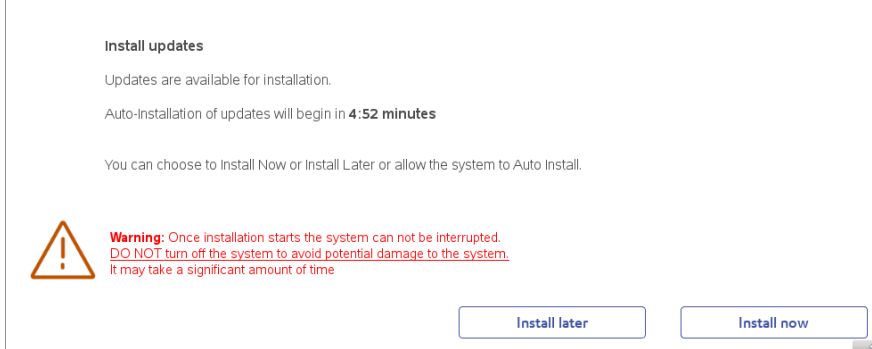 Install updates
Updates are available for installation.
Auto-Installation of updates will begin in 4:52 minutes
You can choose to Install Now or Install Later or allow the system to Auto Install.
Warning: Once installation starts the system can not be interrupted.
DO NOT turn off the system to avoid potential damage to the system.
It may take a significant amount of time
Install later
Install now